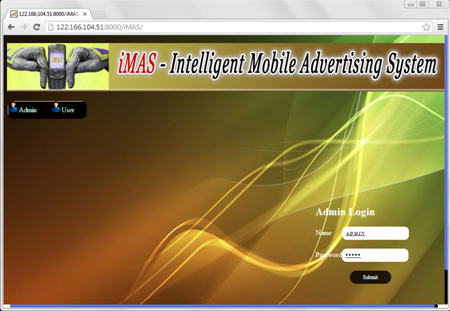 122.166.104.51:8000/iMAS/
122.166.104.51:8000/iMAS/
iMAS
iMAS - Intelligent Mobile Advertising System
Admin
User
Admin Login
Name
ADMIN
Password
•••••
Submit